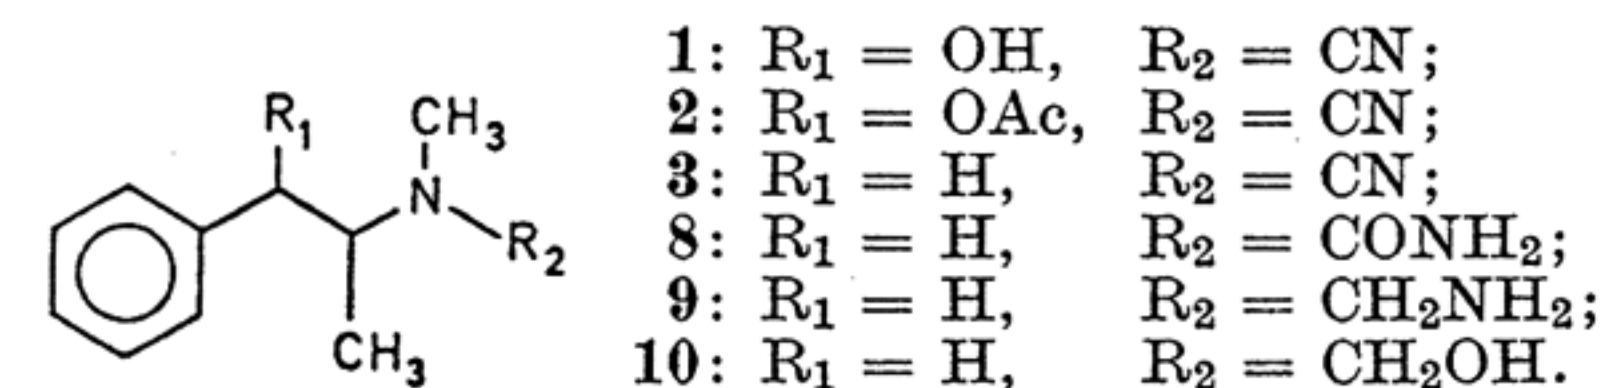 R₁ CH₃
N
R₂
CH₃
1: R₁ = OH, R₂ = CN;
2: R₁ = OAc, R₂ = CN;
3: R₁ = H, R₂ = CN;
8: R₁ = H, R₂ = CONH₂;
9: R₁ = H, R₂ = CH₂NH₂;
10: R₁ = H, R₂ = CH₂OH.